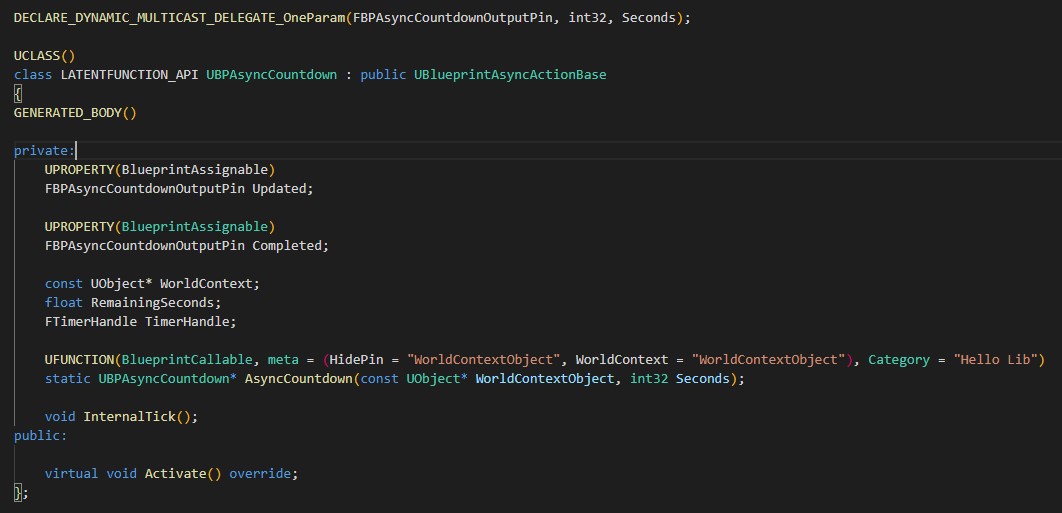 DECLARE_DYNAMIC_MULTICAST_DELEGATE_OneParam(FBPAsyncCountdownOutputPin, int32, Seconds);
UCLASS()
class LATENTFUNCTION_API UBPAsyncCountdown : public UBlueprintAsyncActionBase
{
GENERATED_BODY()
private:
UPROPERTY(BlueprintAssignable)
FBPAsyncCountdownOutputPin Updated;
UPROPERTY(BlueprintAssignable)
FBPAsyncCountdownOutputPin Completed;
const UObject* WorldContext;
float RemainingSeconds;
FTimerHandle TimerHandle;
UFUNCTION(BlueprintCallable, meta = (HidePin = "WorldContextObject", WorldContext = "WorldContextObject"), Category = "Hello Lib")
static UBPAsyncCountdown* AsyncCountdown(const UObject* WorldContextObject, int32 Seconds);
void InternalTick();
public:
virtual void Activate() override;
};